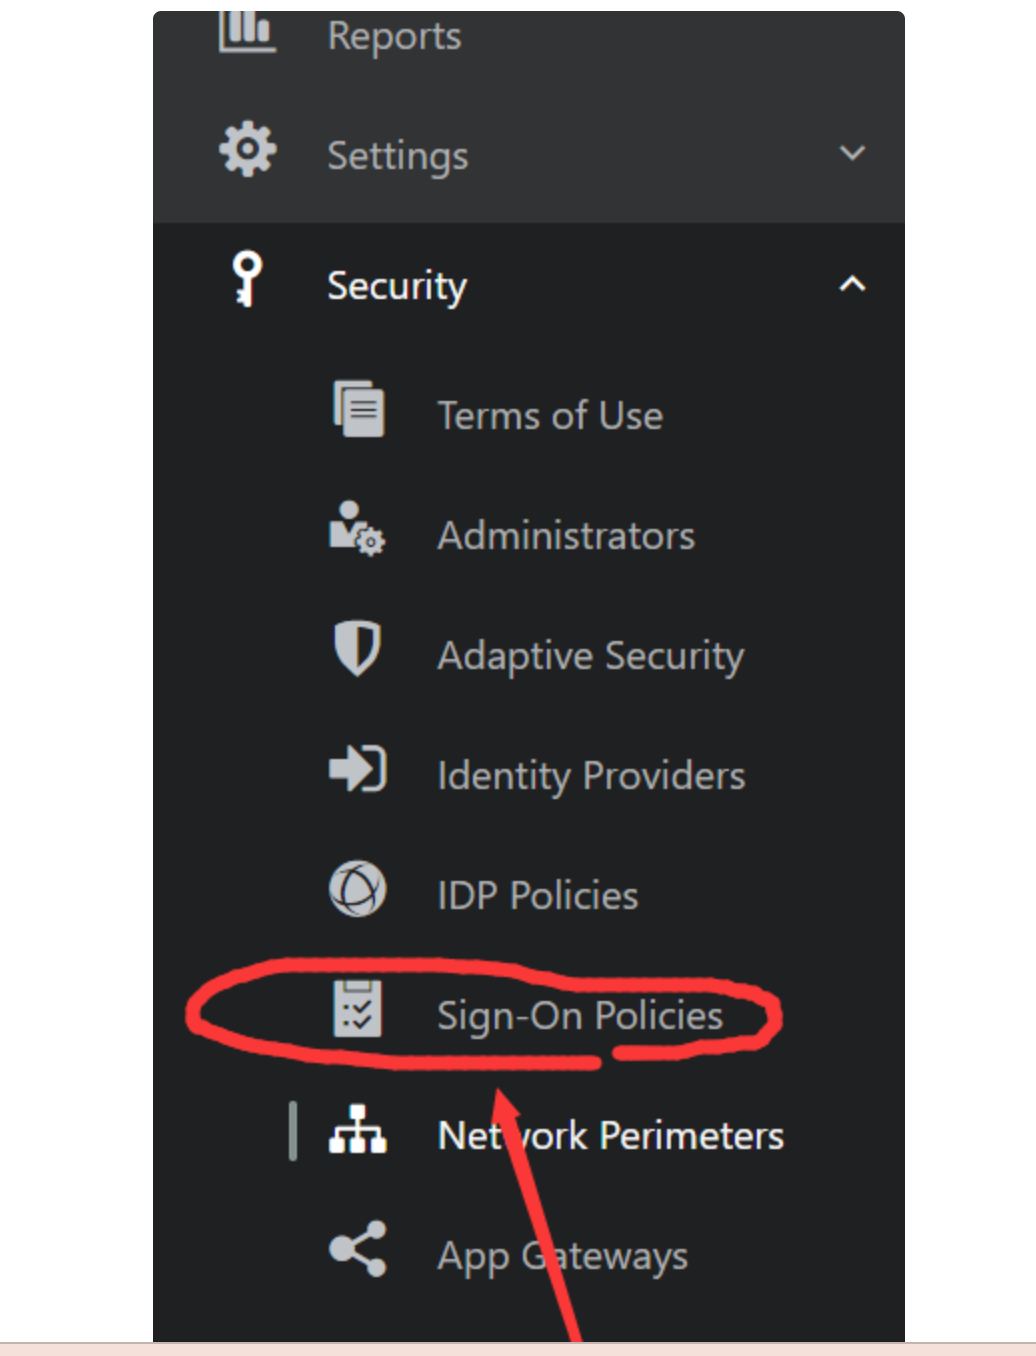 Reports
Settings
Security
Terms of Use
Administrators
Adaptive Security
Identity Providers
IDP Policies
Sign-On Policies
Network Perimeters
App Gateways